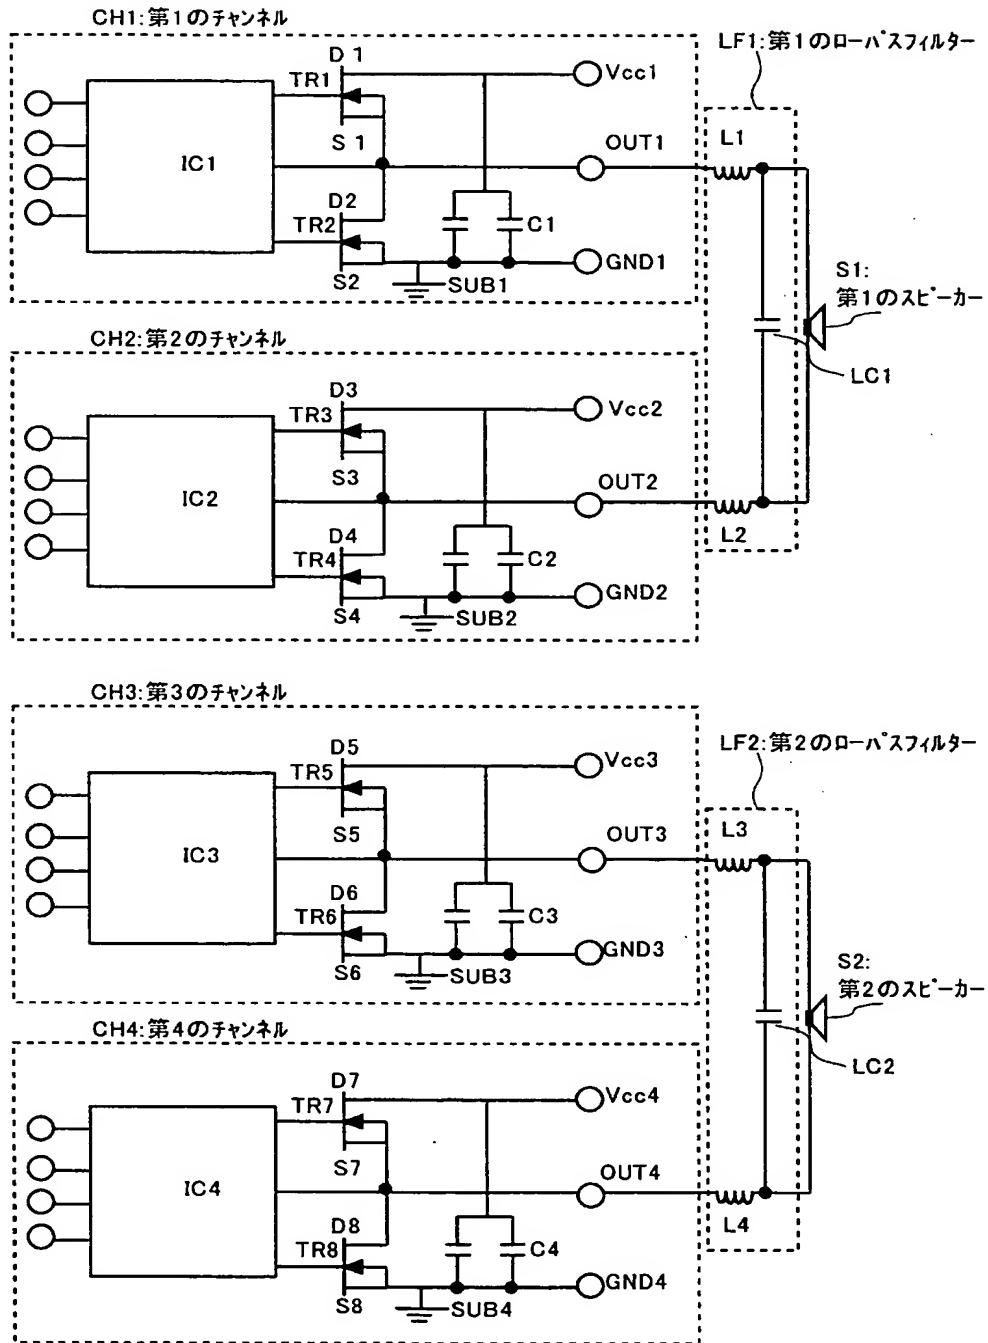 CH1:第1のチャンネル
LF1:第1のローパスフィルター
D1
TR1
Vcc1
S1
IC1
OUT1
L1
D2
TR2
C1
S2
SUB1
GND1
S1:
第1のスピーカー
LC1
CH2:第2のチャンネル
D3
TR3
Vcc2
S3
IC2
OUT2
L2
D4
TR4
C2
S4
SUB2
GND2
CH3:第3のチャンネル
LF2:第2のローパスフィルター
D5
TR5
Vcc3
S5
IC3
OUT3
L3
D6
TR6
C3
S6
SUB3
GND3
S2:
第2のスピーカー
LC2
CH4:第4のチャンネル
D7
TR7
Vcc4
S7
IC4
OUT4
L4
D8
TR8
C4
S8
SUB4
GND4